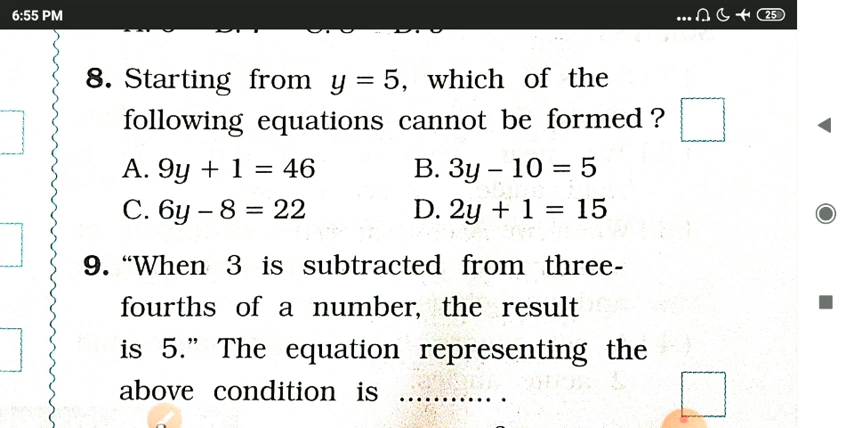 6:55 PM
25
8. Starting from y = 5, which of the
following equations cannot be formed ?
A. 9y + 1 = 46 B. 3y – 10 = 5
C. 6y – 8 = 22 D. 2y + 1 = 15
9. “When 3 is subtracted from three-
fourths of a number, the result
is 5.” The equation representing the
above condition is ............ .